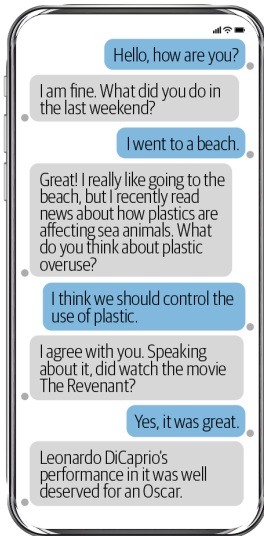 Hello, how are you?
I am fine. What did you do in
the last weekend?
I went to a beach.
Great! I really like going to the
beach, but I recently read
news about how plastics are
affecting sea animals. What
do you think about plastic
overuse?
I think we should control the
use of plastic.
I agree with you. Speaking
about it, did watch the movie
The Revenant?
Yes, it was great.
Leonardo DiCaprio's
performance in it was well
deserved for an Oscar.